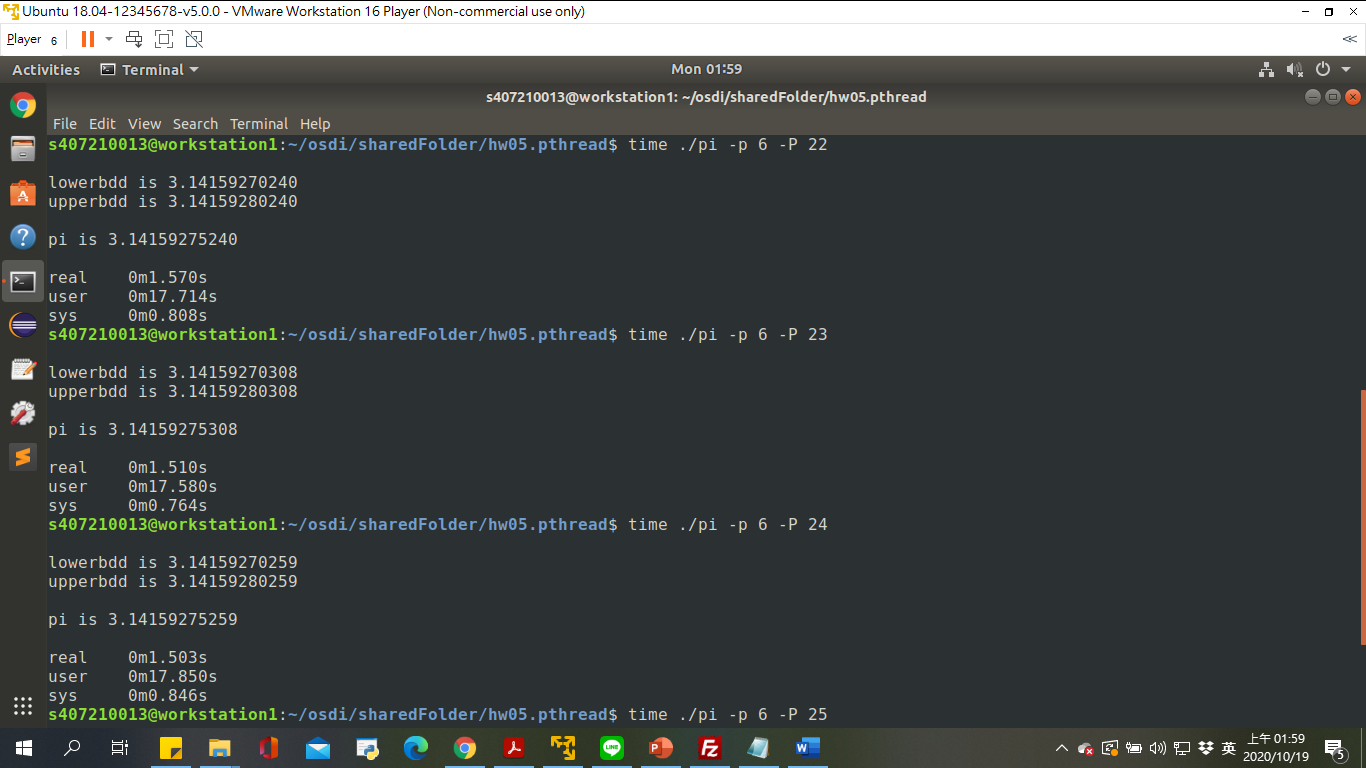 Ubuntu 18.04-12345678-v5.0.0 - VMware Workstation 16 Player (Non-commercial use only)
Player 6
Activities Terminal Mon 01:59
s407210013@workstation1: ~/osdi/sharedFolder/hw05.pthread
File Edit View Search Terminal Help
s407210013@workstation1:~/osdi/sharedFolder/hw05.pthread$ time ./pi -p 6 -P 22
lowerbdd is 3.14159270240
upperbdd is 3.14159280240
pi is 3.14159275240
real 0m1.570s
user 0m17.714s
sys 0m0.808s
s407210013@workstation1:~/osdi/sharedFolder/hw05.pthread$ time ./pi -p 6 -P 23
lowerbdd is 3.14159270308
upperbdd is 3.14159280308
pi is 3.14159275308
real 0m1.510s
user 0m17.580s
sys 0m0.764s
s407210013@workstation1:~/osdi/sharedFolder/hw05.pthread$ time ./pi -p 6 -P 24
lowerbdd is 3.14159270259
upperbdd is 3.14159280259
pi is 3.14159275259
real 0m1.503s
user 0m17.850s
sys 0m0.846s
s407210013@workstation1:~/osdi/sharedFolder/hw05.pthread$ time ./pi -p 6 -P 25
英 上午 01:59
2020/10/19
5